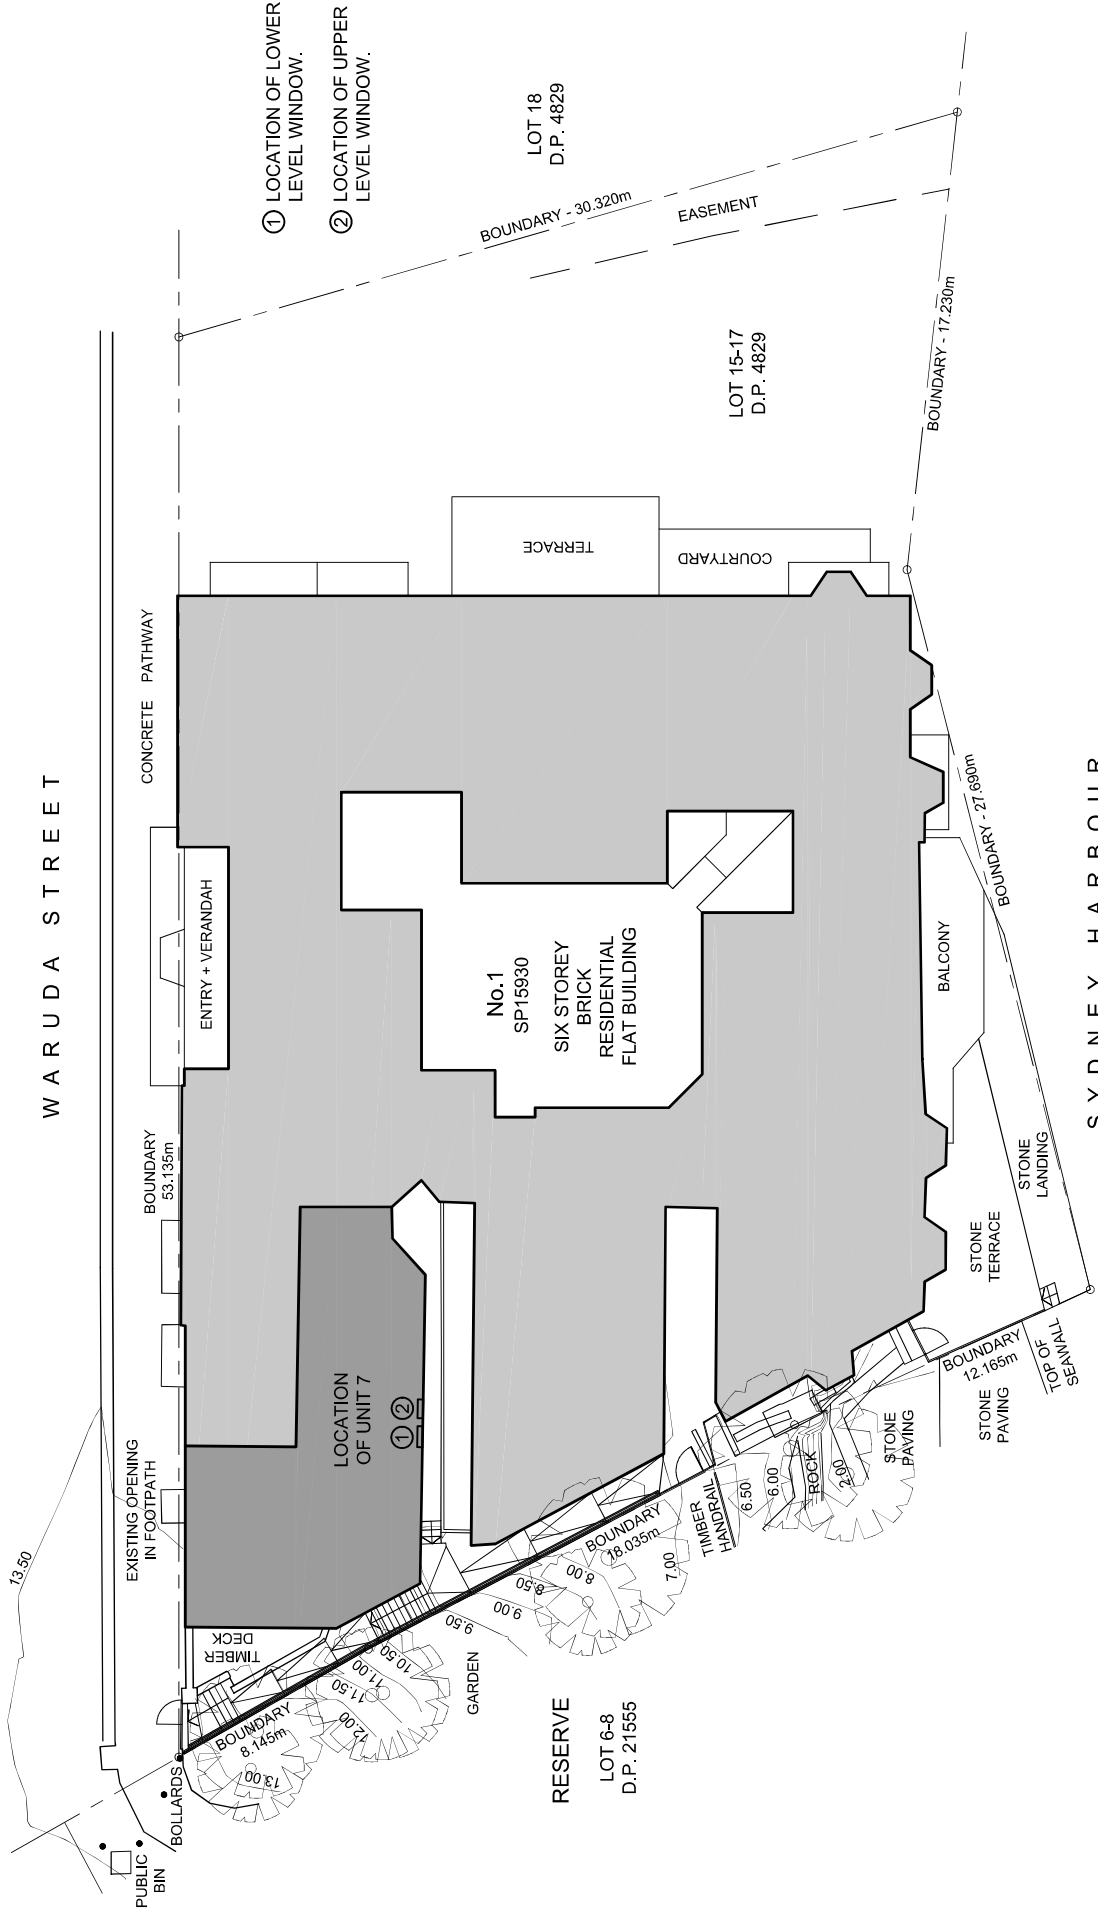 WARUDA STREET
① LOCATION OF LOWER
LEVEL WINDOW.
② LOCATION OF UPPER
LEVEL WINDOW.
LOT 18
D.P. 4829
BOUNDARY - 30.320m
EASEMENT
LOT 15-17
D.P. 4829
BOUNDARY - 17.230m
CONCRETE PATHWAY
TERRACE
COURTYARD
ENTRY + VERANDAH
No.1
SP15930
SIX STOREY
BRICK
RESIDENTIAL
FLAT BUILDING
BALCONY
BOUNDARY - 27.690m
SYDNEY HARBOUR
BOUNDARY
53.135m
STONE
LANDING
STONE
TERRACE
LOCATION
OF UNIT 7
① ②
EXISTING OPENING
IN FOOTPATH
13.50
BOUNDARY
12.165m
TOP OF
SEAWALL
STONE
PAVING
STONE
PAVING
ROCK
2.00
6.00
6.50
TIMBER
HANDRAIL
BOUNDARY
18.035m
7.00
8.00
8.50
9.00
9.50
TIMBER
DECK
10.50
11.00
11.50
12.00
GARDEN
BOUNDARY
8.145m
13.00
RESERVE
LOT 6-8
D.P. 21555
BOLLARDS
PUBLIC
BIN